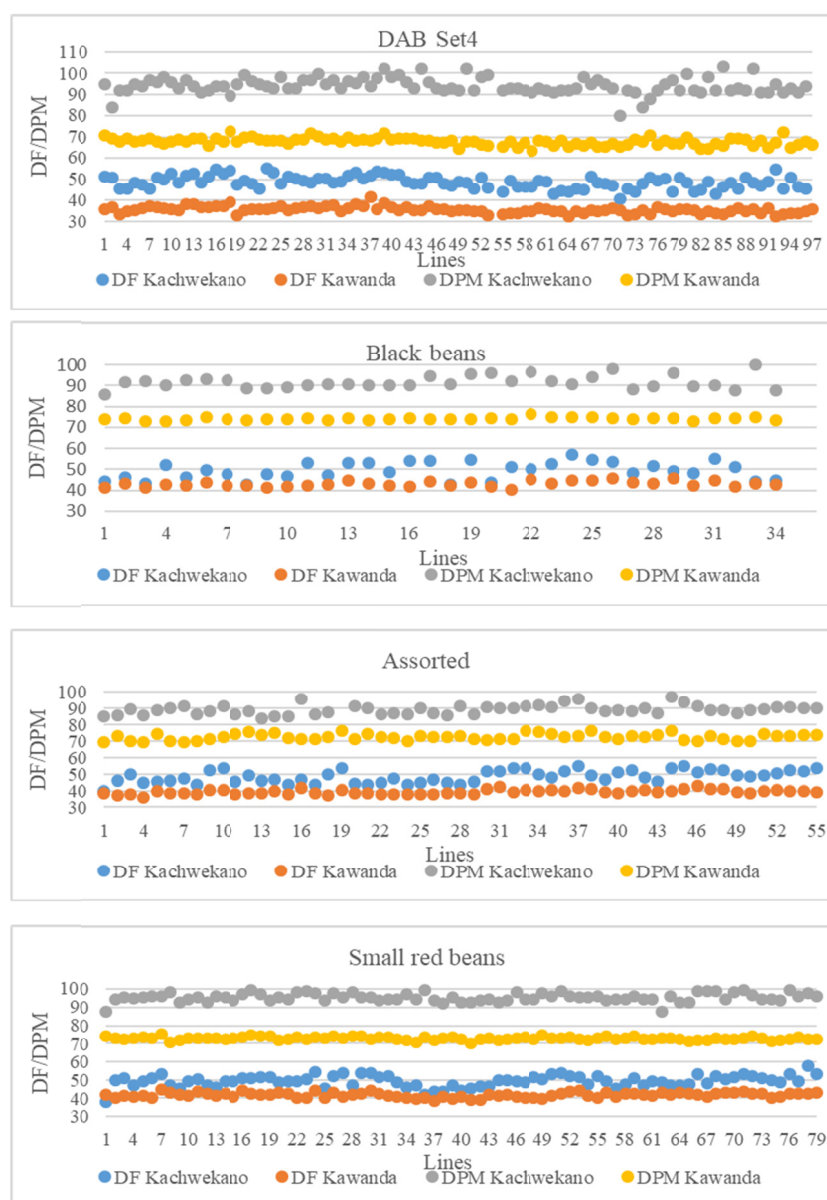 DAB Set4
DF/DPM
110
100
90
80
70
60
50
40
30
1 4 7 10 13 16 19 22 25 28 31 34 37 40 43 46 49 52 55 58 61 64 67 70 73 76 79 82 85 88 91 94 97
Lines
DF Kachwekano DF Kawanda DPM Kachwekano DPM Kawanda
Black beans
DF/DPM
100
90
80
70
60
50
40
30
1 4 7 10 13 16 19 22 25 28 31 34
Lines
DF Kachwekano DF Kawanda DPM Kachwekano DPM Kawanda
Assorted
DF/DPM
100
90
80
70
60
50
40
30
1 4 7 10 13 16 19 22 25 28 31 34 37 40 43 46 49 52 55
Lines
DF Kachwekano DF Kawanda DPM Kachwekano DPM Kawanda
Small red beans
DF/DPM
100
90
80
70
60
50
40
30
1 4 7 10 13 16 19 22 25 28 31 34 37 40 43 46 49 52 55 58 61 64 67 70 73 76 79
Lines
DF Kachwekano DF Kawanda DPM Kachwekano DPM Kawanda